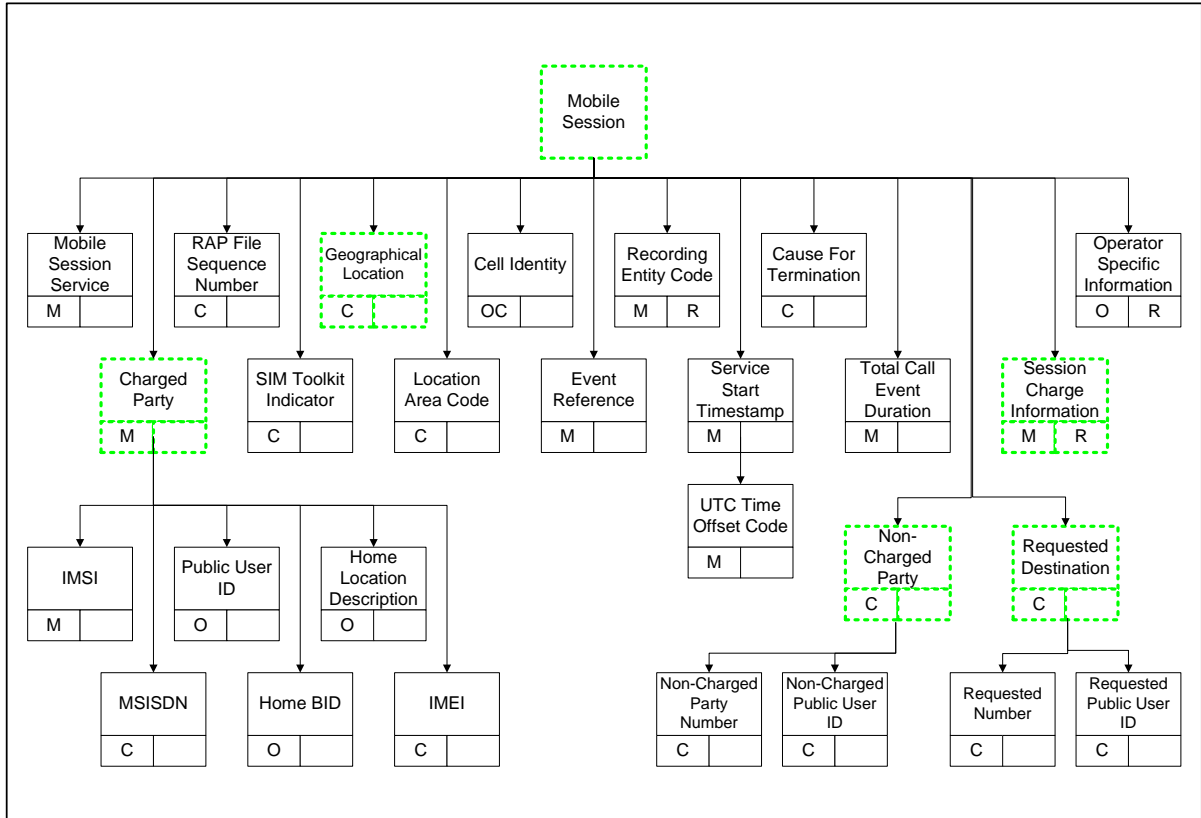 Mobile
Session
Mobile
Session
Service
M
RAP File
Sequence
Number
C
Geographical
Location
C
Cell Identity
OC
Recording
Entity Code
M R
Cause For
Termination
C
Operator
Specific
Information
O R
Charged
Party
M
SIM Toolkit
Indicator
C
Location
Area Code
C
Event
Reference
M
Service
Start
Timestamp
M
Total Call
Event
Duration
M
Session
Charge
Information
M R
UTC Time
Offset Code
M
Non-
Charged
Party
C
Requested
Destination
C
IMSI
M
Public User
ID
O
Home
Location
Description
O
MSISDN
C
Home BID
O
IMEI
C
Non-Charged
Party
Number
C
Non-Charged
Public User
ID
C
Requested
Number
C
Requested
Public User
ID
C